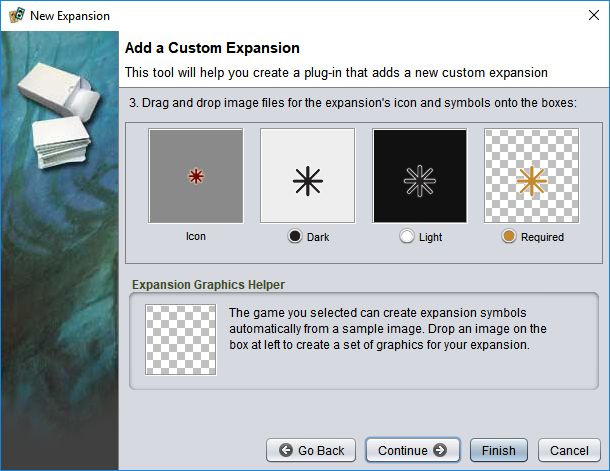 New Expansion
Add a Custom Expansion
This tool will help you create a plug-in that adds a new custom expansion
3. Drag and drop image files for the expansion's icon and symbols onto the boxes:
Icon
Dark
Light
Required
Expansion Graphics Helper
The game you selected can create expansion symbols
automatically from a sample image. Drop an image on the
box at left to create a set of graphics for your expansion.
Go Back
Continue
Finish
Cancel